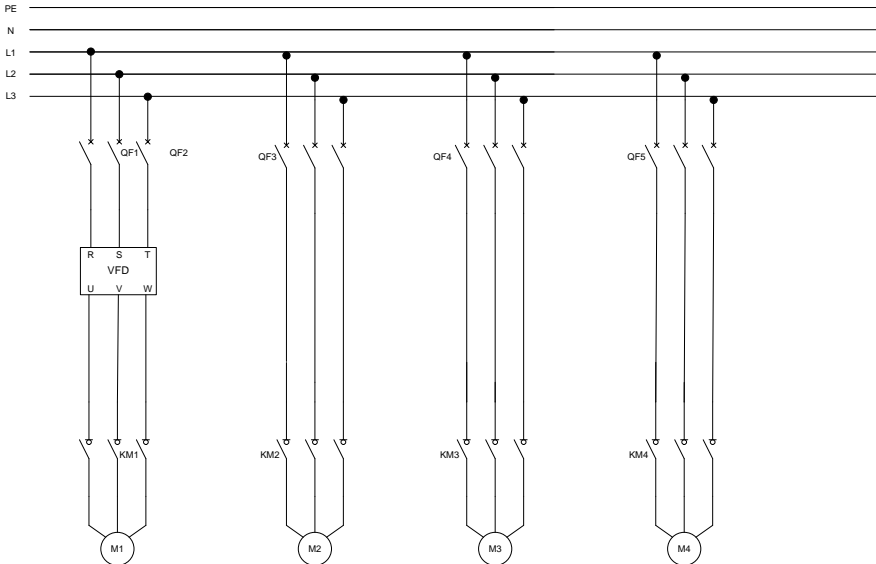 PE
N
L1
L2
L3
QF1 QF2 QF3 QF4 QF5
R S T
VFD
U V W
KM1 KM2 KM3 KM4
M1 M2 M3 M4